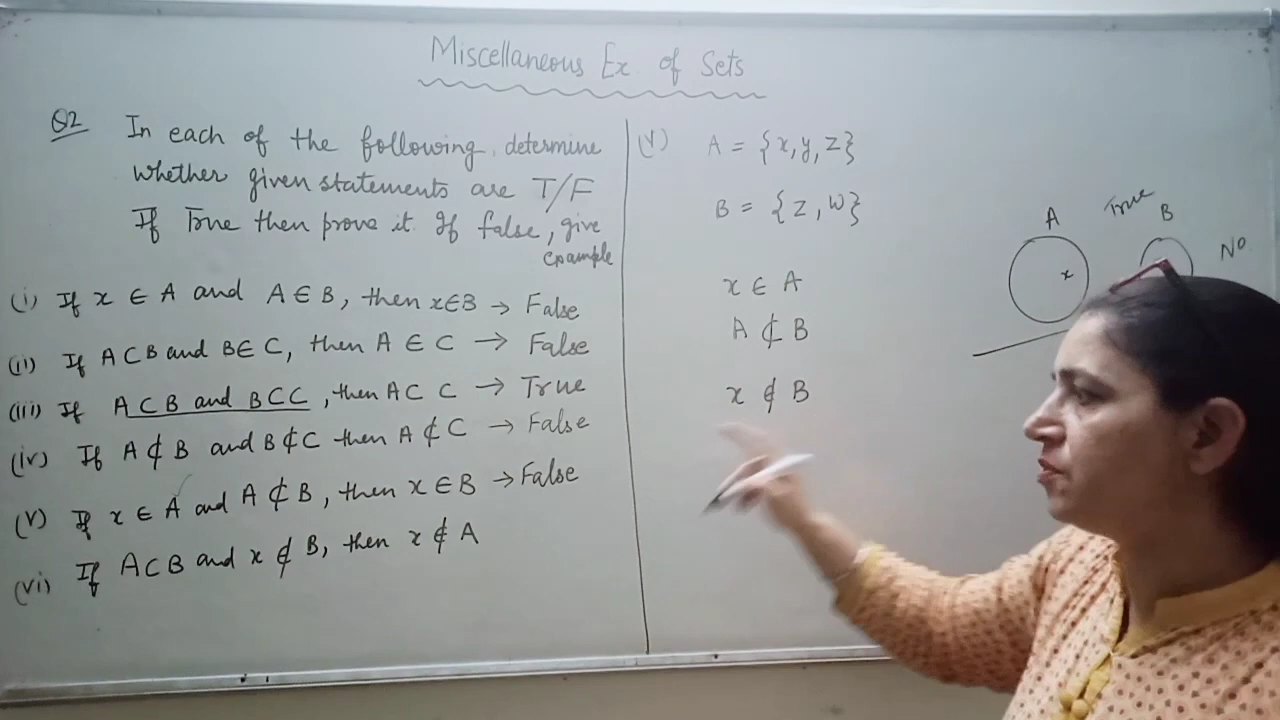 Miscellaneous Ex of Sets
Q2 In each of the following, determine
whether given statements are T/F
If True then prove it. If false, give
example
(i) If x ∈ A and A ∈ B, then x ∈ B → False
(ii) If A ⊂ B and B ∈ C, then A ∈ C → False
(iii) If A ⊂ B and B ⊂ C, then A ⊂ C → True
(iv) If A ⊄ B and B ⊄ C then A ⊄ C → False
(v) If x ∈ A and A ⊄ B, then x ∈ B → False
(vi) If A ⊂ B and x ∉ B, then x ∉ A
(v) A = {x, y, z}
B = {z, w}
x ∈ A
A ⊄ B
x ∉ B
True
A B
No
x